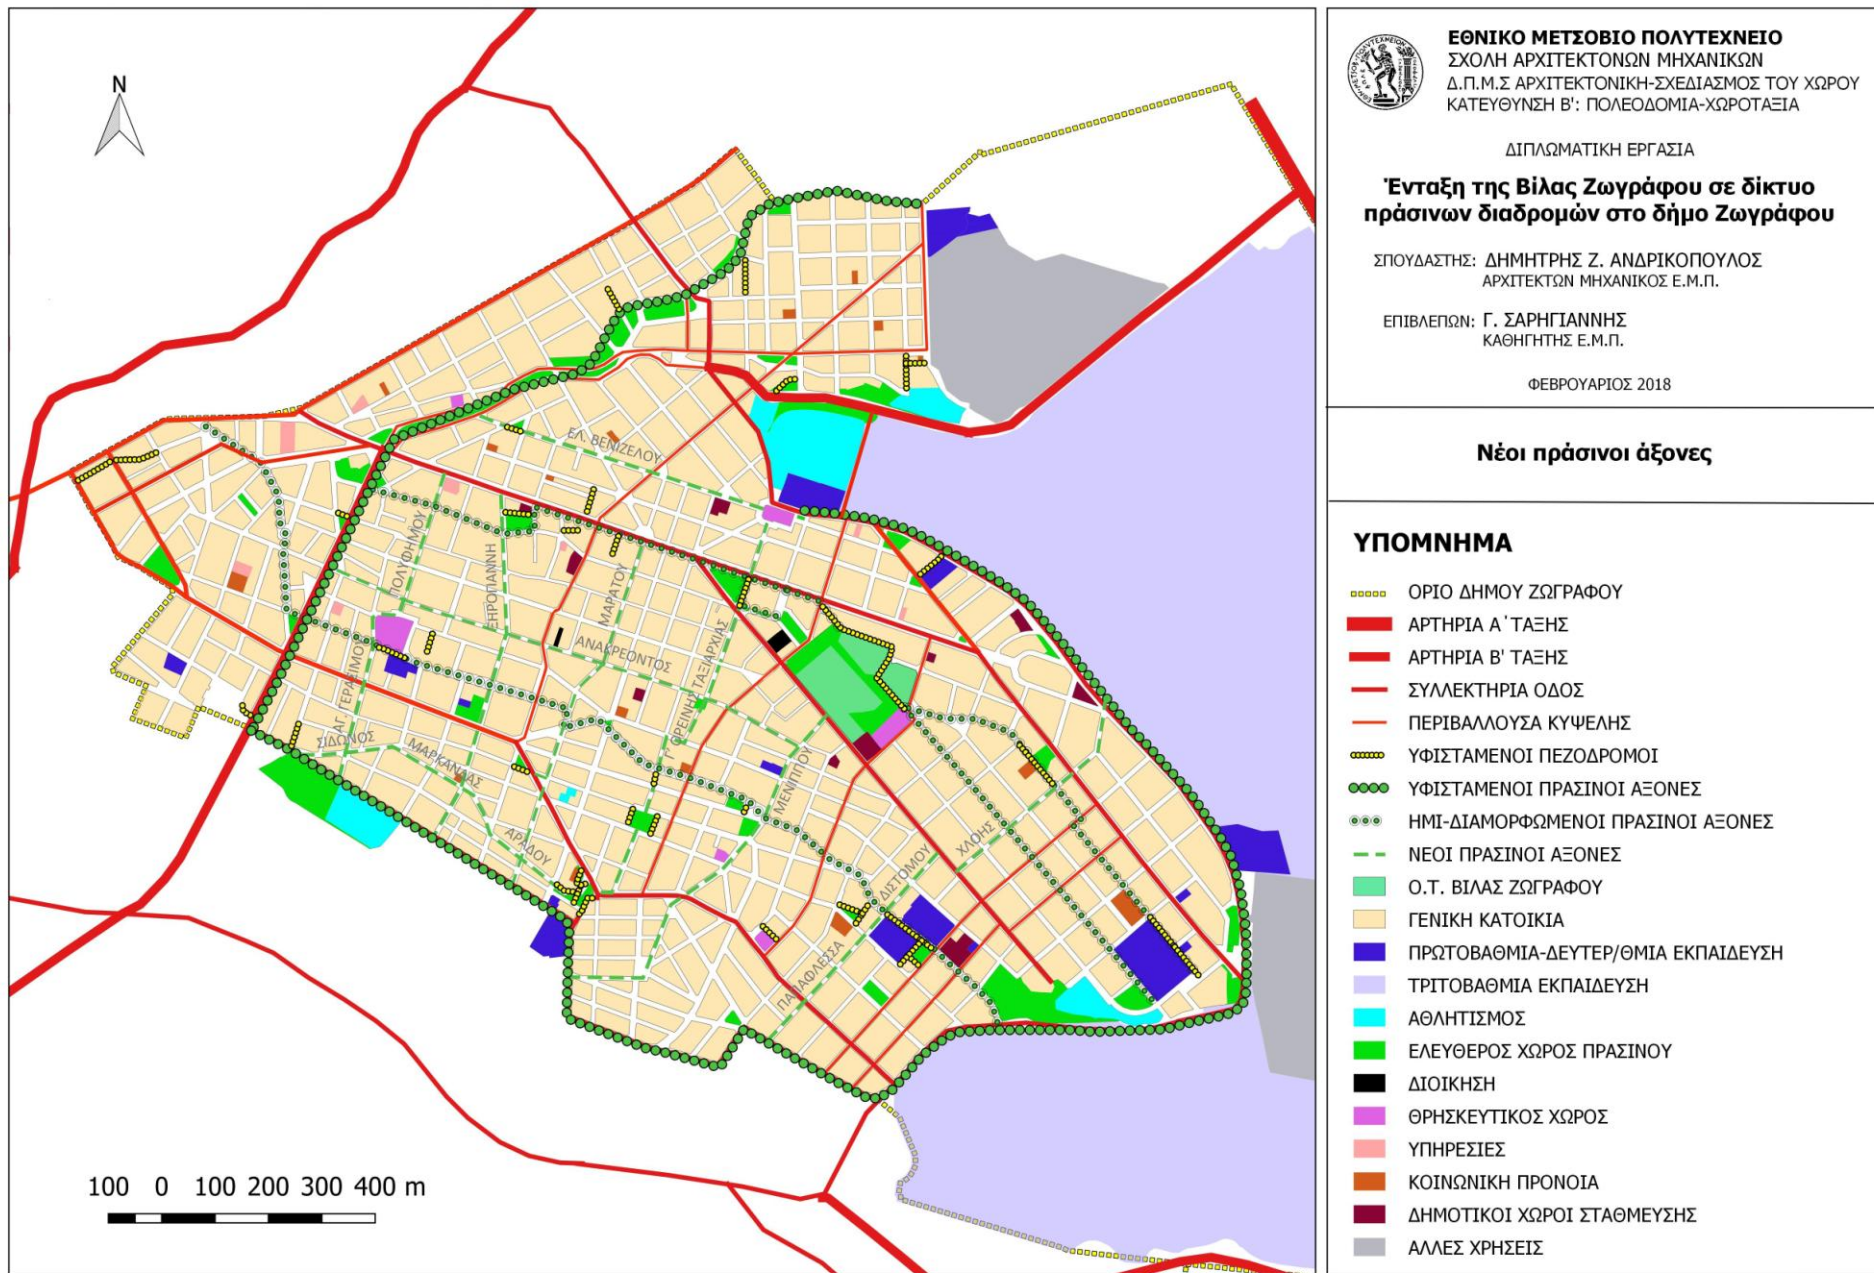 N
ΕΛ. ΒΕΝΙΖΕΛΟΥ
ΠΟΛΥΦΗΜΟΥ
ΞΗΡΟΓΙΑΝΝΗ
ΜΑΡΑΤΟΥ
ΑΝΑΚΡΕΟΝΤΟΣ
Γ' ΟΡΕΙΝΗΣ ΤΑΞΙΑΡΧΙΑΣ
ΑΓ. ΓΕΡΑΣΙΜΟΥ
ΣΙΔΩΝΟΣ
ΜΑΡΚΑΝΔΑΣ
ΜΕΝΙΠΠΟΥ
ΑΡΑΔΟΥ
ΧΛΟΗΣ
ΔΙΣΤΟΜΟΥ
ΠΑΠΑΦΛΕΣΣΑ
100 0 100 200 300 400 m
ΕΘΝΙΚΟ ΜΕΤΣΟΒΙΟ ΠΟΛΥΤΕΧΝΕΙΟ
ΣΧΟΛΗ ΑΡΧΙΤΕΚΤΟΝΩΝ ΜΗΧΑΝΙΚΩΝ
Δ.Π.Μ.Σ ΑΡΧΙΤΕΚΤΟΝΙΚΗ-ΣΧΕΔΙΑΣΜΟΣ ΤΟΥ ΧΩΡΟΥ
ΚΑΤΕΥΘΥΝΣΗ Β': ΠΟΛΕΟΔΟΜΙΑ-ΧΩΡΟΤΑΞΙΑ
ΔΙΠΛΩΜΑΤΙΚΗ ΕΡΓΑΣΙΑ
Ένταξη της Βίλας Ζωγράφου σε δίκτυο
πράσινων διαδρομών στο δήμο Ζωγράφου
ΣΠΟΥΔΑΣΤΗΣ: ΔΗΜΗΤΡΗΣ Ζ. ΑΝΔΡΙΚΟΠΟΥΛΟΣ
ΑΡΧΙΤΕΚΤΩΝ ΜΗΧΑΝΙΚΟΣ Ε.Μ.Π.
ΕΠΙΒΛΕΠΩΝ: Γ. ΣΑΡΗΓΙΑΝΝΗΣ
ΚΑΘΗΓΗΤΗΣ Ε.Μ.Π.
ΦΕΒΡΟΥΑΡΙΟΣ 2018
Νέοι πράσινοι άξονες
ΥΠΟΜΝΗΜΑ
ΟΡΙΟ ΔΗΜΟΥ ΖΩΓΡΑΦΟΥ
ΑΡΤΗΡΙΑ Α΄ΤΑΞΗΣ
ΑΡΤΗΡΙΑ Β' ΤΑΞΗΣ
ΣΥΛΛΕΚΤΗΡΙΑ ΟΔΟΣ
ΠΕΡΙΒΑΛΛΟΥΣΑ ΚΥΨΕΛΗΣ
ΥΦΙΣΤΑΜΕΝΟΙ ΠΕΖΟΔΡΟΜΟΙ
ΥΦΙΣΤΑΜΕΝΟΙ ΠΡΑΣΙΝΟΙ ΑΞΟΝΕΣ
ΗΜΙ-ΔΙΑΜΟΡΦΩΜΕΝΟΙ ΠΡΑΣΙΝΟΙ ΑΞΟΝΕΣ
ΝΕΟΙ ΠΡΑΣΙΝΟΙ ΑΞΟΝΕΣ
Ο.Τ. ΒΙΛΑΣ ΖΩΓΡΑΦΟΥ
ΓΕΝΙΚΗ ΚΑΤΟΙΚΙΑ
ΠΡΩΤΟΒΑΘΜΙΑ-ΔΕΥΤΕΡ/ΘΜΙΑ ΕΚΠΑΙΔΕΥΣΗ
ΤΡΙΤΟΒΑΘΜΙΑ ΕΚΠΑΙΔΕΥΣΗ
ΑΘΛΗΤΙΣΜΟΣ
ΕΛΕΥΘΕΡΟΣ ΧΩΡΟΣ ΠΡΑΣΙΝΟΥ
ΔΙΟΙΚΗΣΗ
ΘΡΗΣΚΕΥΤΙΚΟΣ ΧΩΡΟΣ
ΥΠΗΡΕΣΙΕΣ
ΚΟΙΝΩΝΙΚΗ ΠΡΟΝΟΙΑ
ΔΗΜΟΤΙΚΟΙ ΧΩΡΟΙ ΣΤΑΘΜΕΥΣΗΣ
ΑΛΛΕΣ ΧΡΗΣΕΙΣ